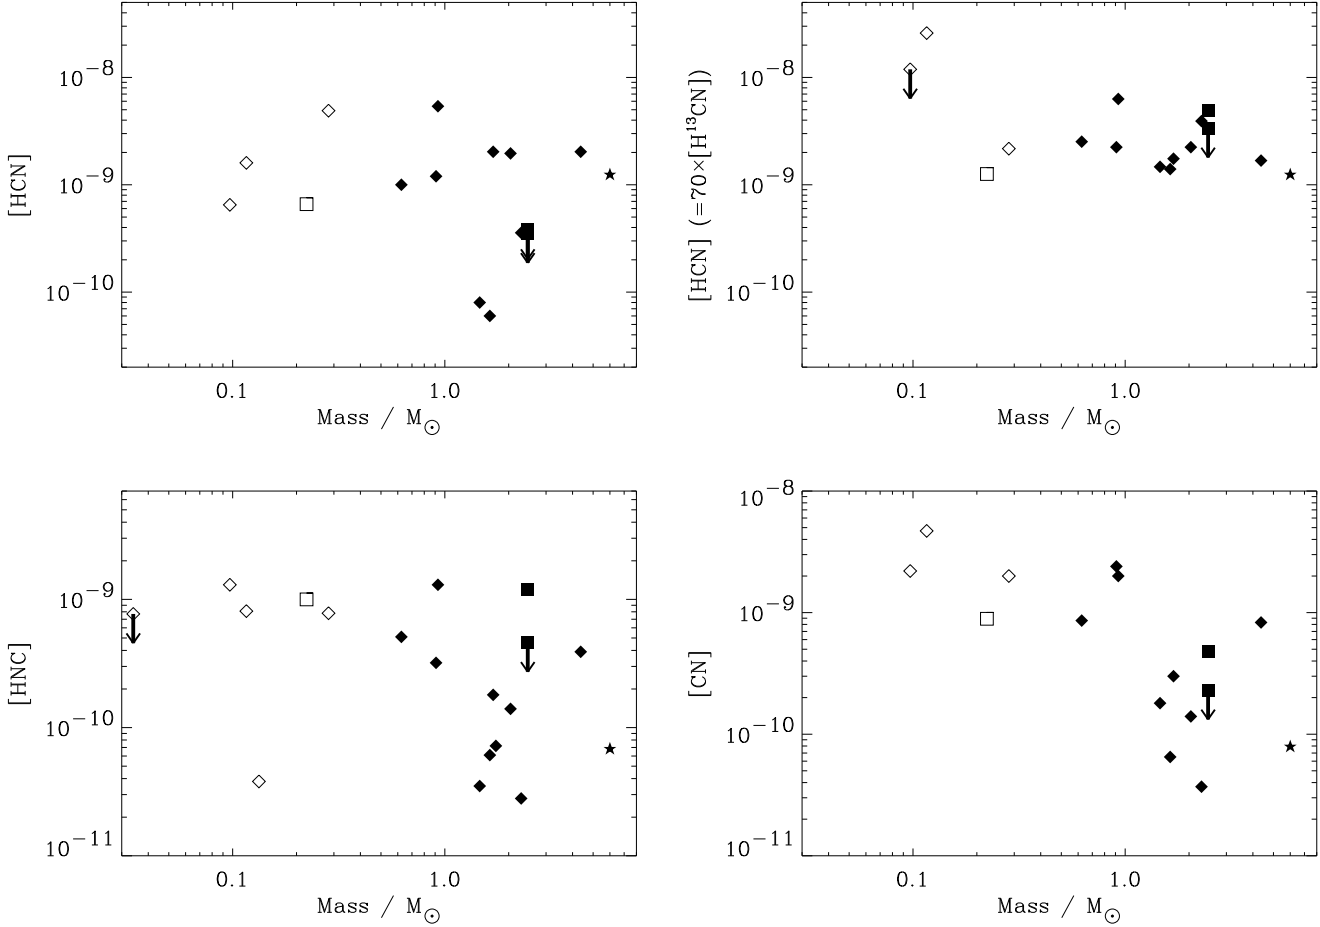 [HCN]
10⁻⁸
10⁻⁹
10⁻¹⁰
0.1 1.0
Mass / M☉
[HCN] (=70×[H¹³CN])
10⁻⁸
10⁻⁹
10⁻¹⁰
0.1 1.0
Mass / M☉
[HNC]
10⁻⁹
10⁻¹⁰
10⁻¹¹
0.1 1.0
Mass / M☉
[CN]
10⁻⁸
10⁻⁹
10⁻¹⁰
10⁻¹¹
0.1 1.0
Mass / M☉